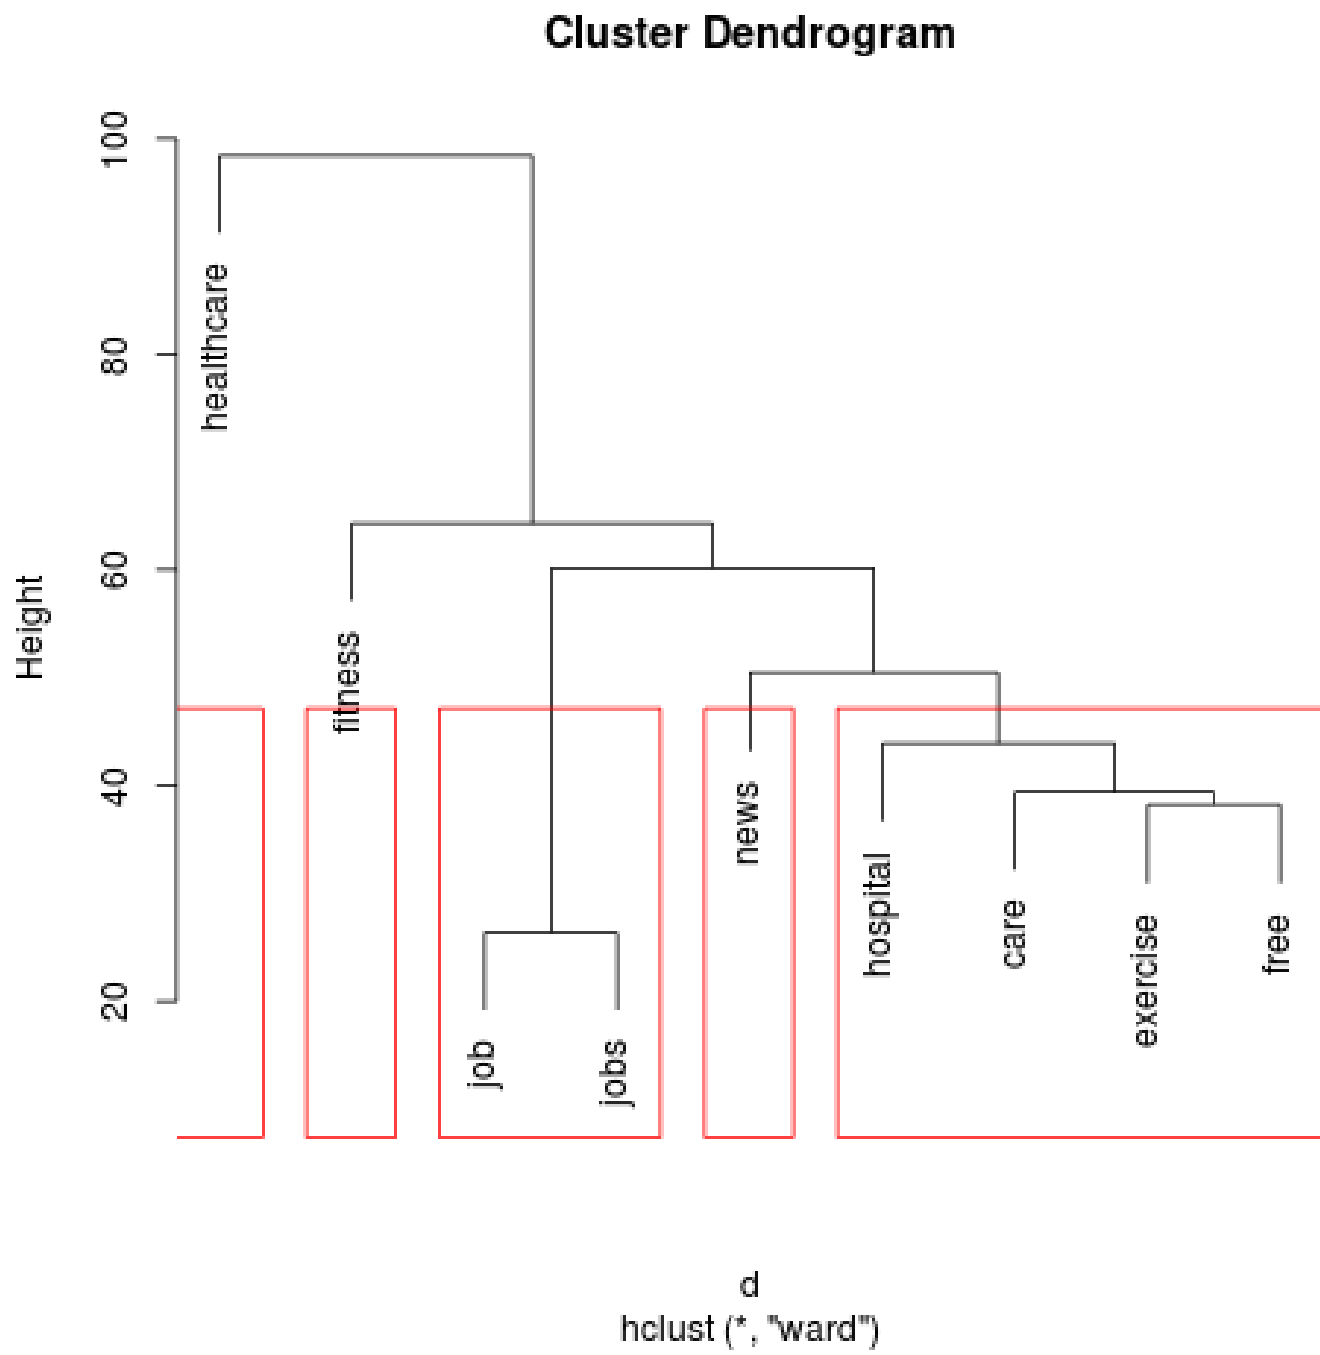 Cluster Dendrogram
Height
100
80
60
40
20
healthcare
fitness
job
jobs
news
hospital
care
exercise
free
d
hclust (*, "ward")